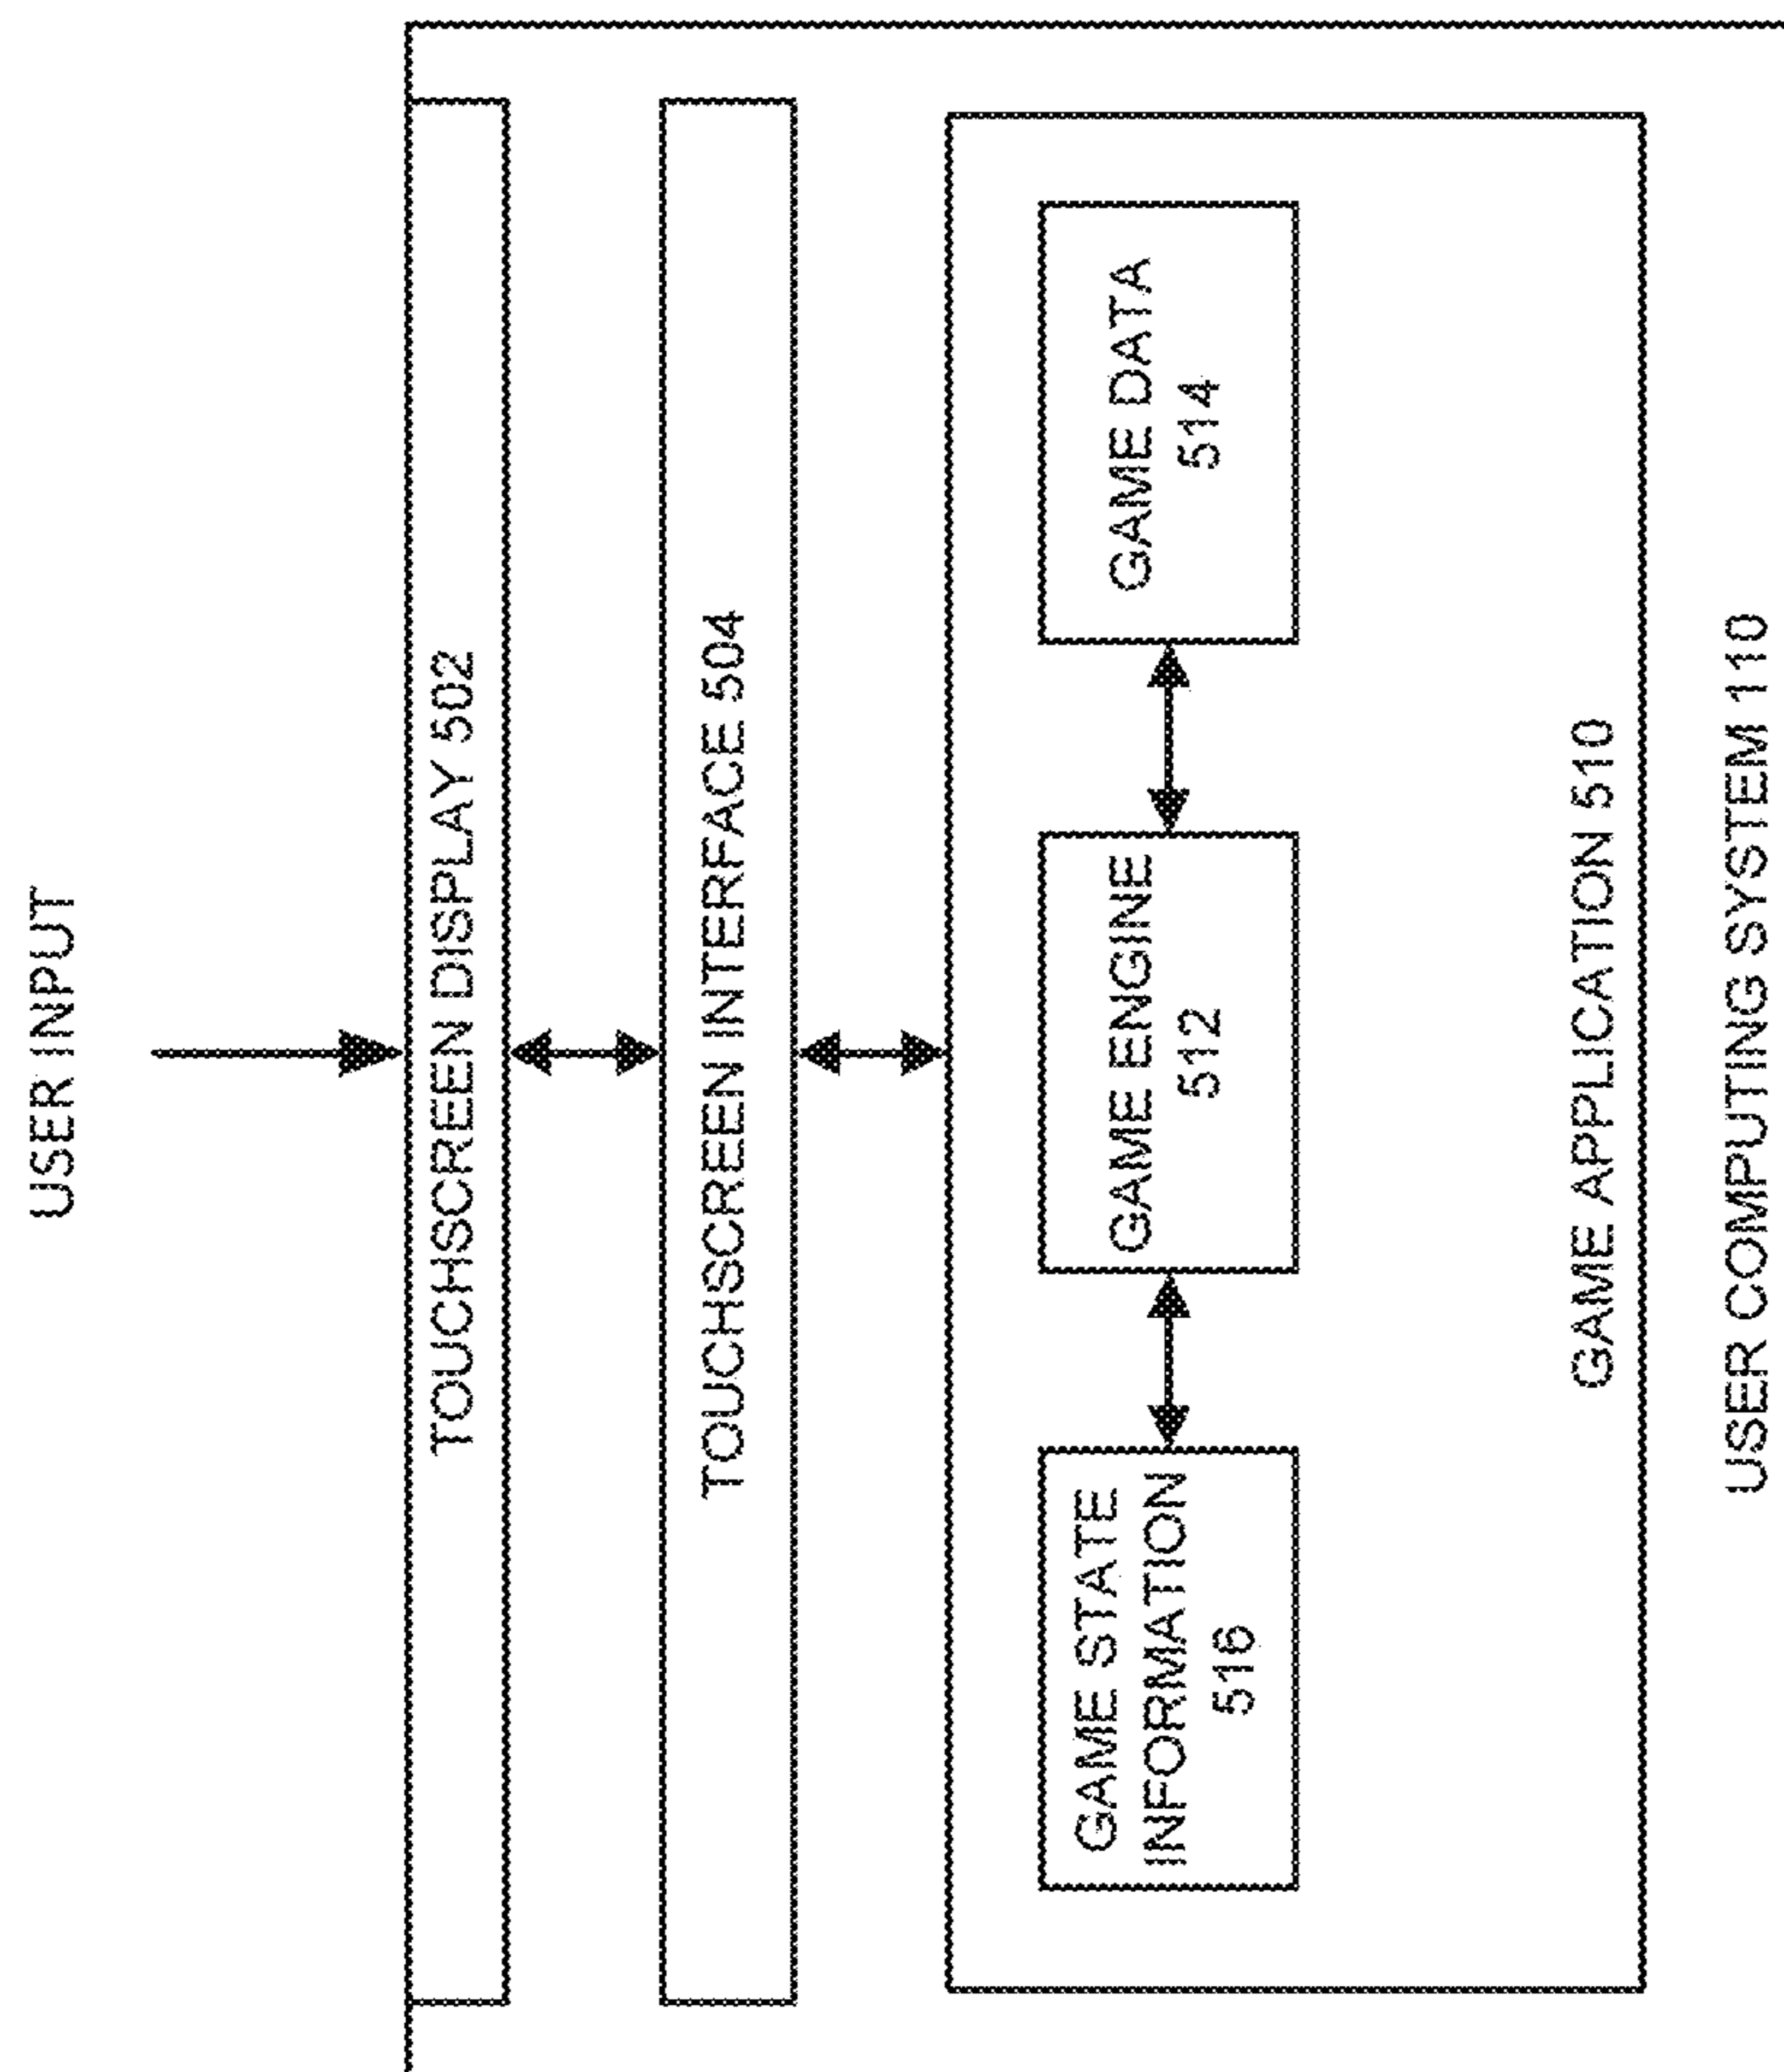 USER INPUT
TOUCHSCREEN DISPLAY 502
TOUCHSCREEN INTERFACE 504
GAME STATE
INFORMATION
516
GAME ENGINE
512
GAME DATA
514
GAME APPLICATION 510
USER COMPUTING SYSTEM 110